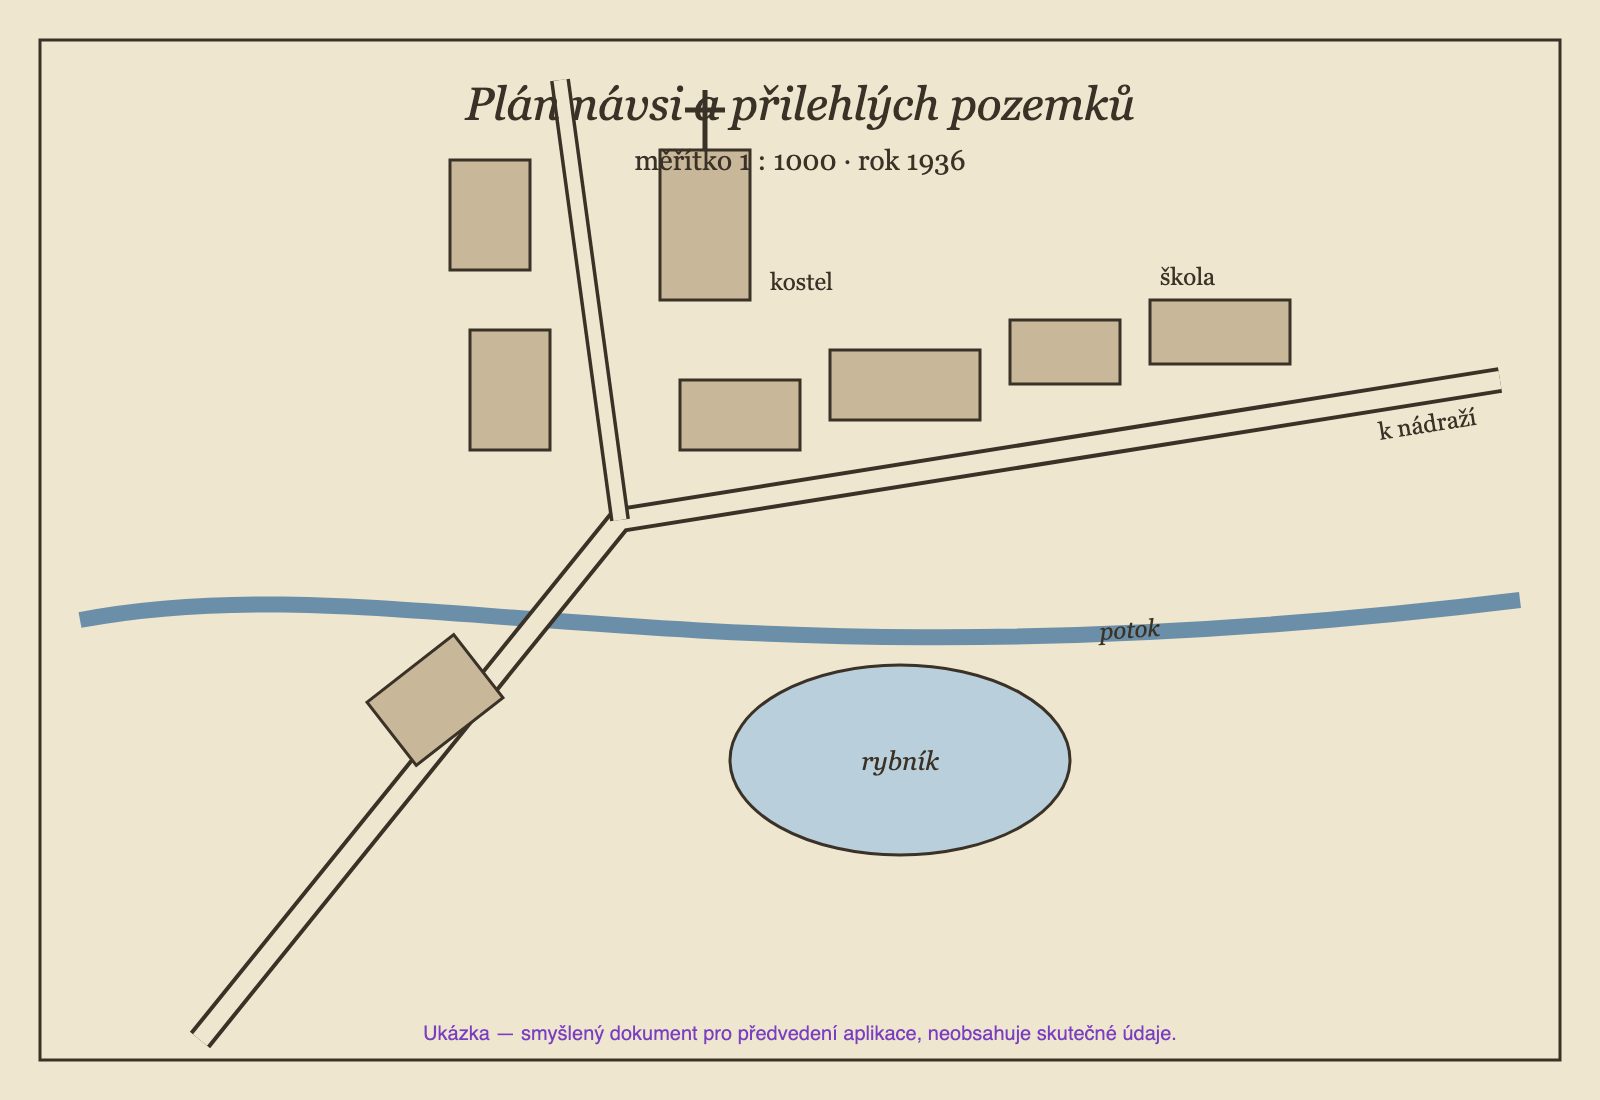 Plán návsi a přilehlých pozemků
měřítko 1 : 1000 · rok 1936
kostel
škola
k nádraží
potok
rybník
Ukázka — smyšlený dokument pro předvedení aplikace, neobsahuje skutečné údaje.